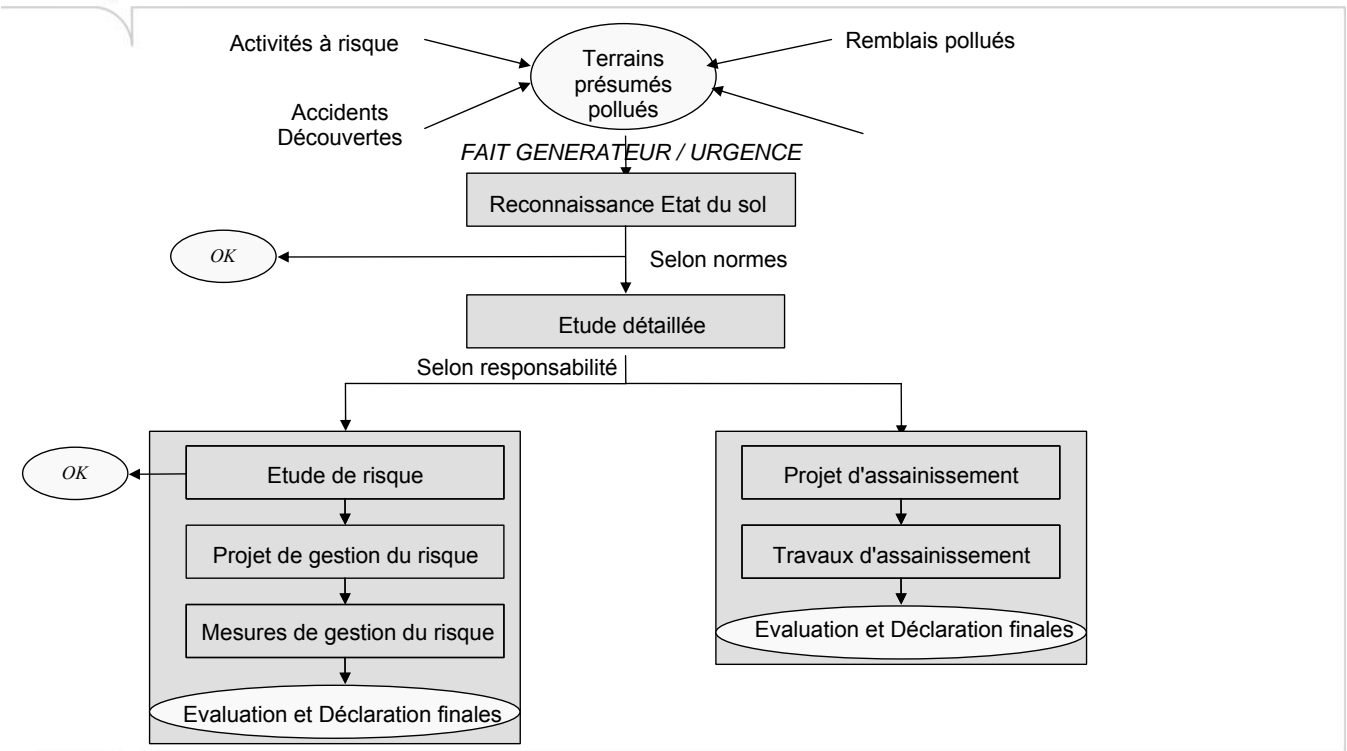 Activités à risque
Terrains
présumés
pollués
Remblais pollués
Accidents
Découvertes
FAIT GENERATEUR / URGENCE
Reconnaissance Etat du sol
OK
Selon normes
Etude détaillée
Selon responsabilité
OK
Etude de risque
Projet de gestion du risque
Mesures de gestion du risque
Evaluation et Déclaration finales
Projet d'assainissement
Travaux d'assainissement
Evaluation et Déclaration finales